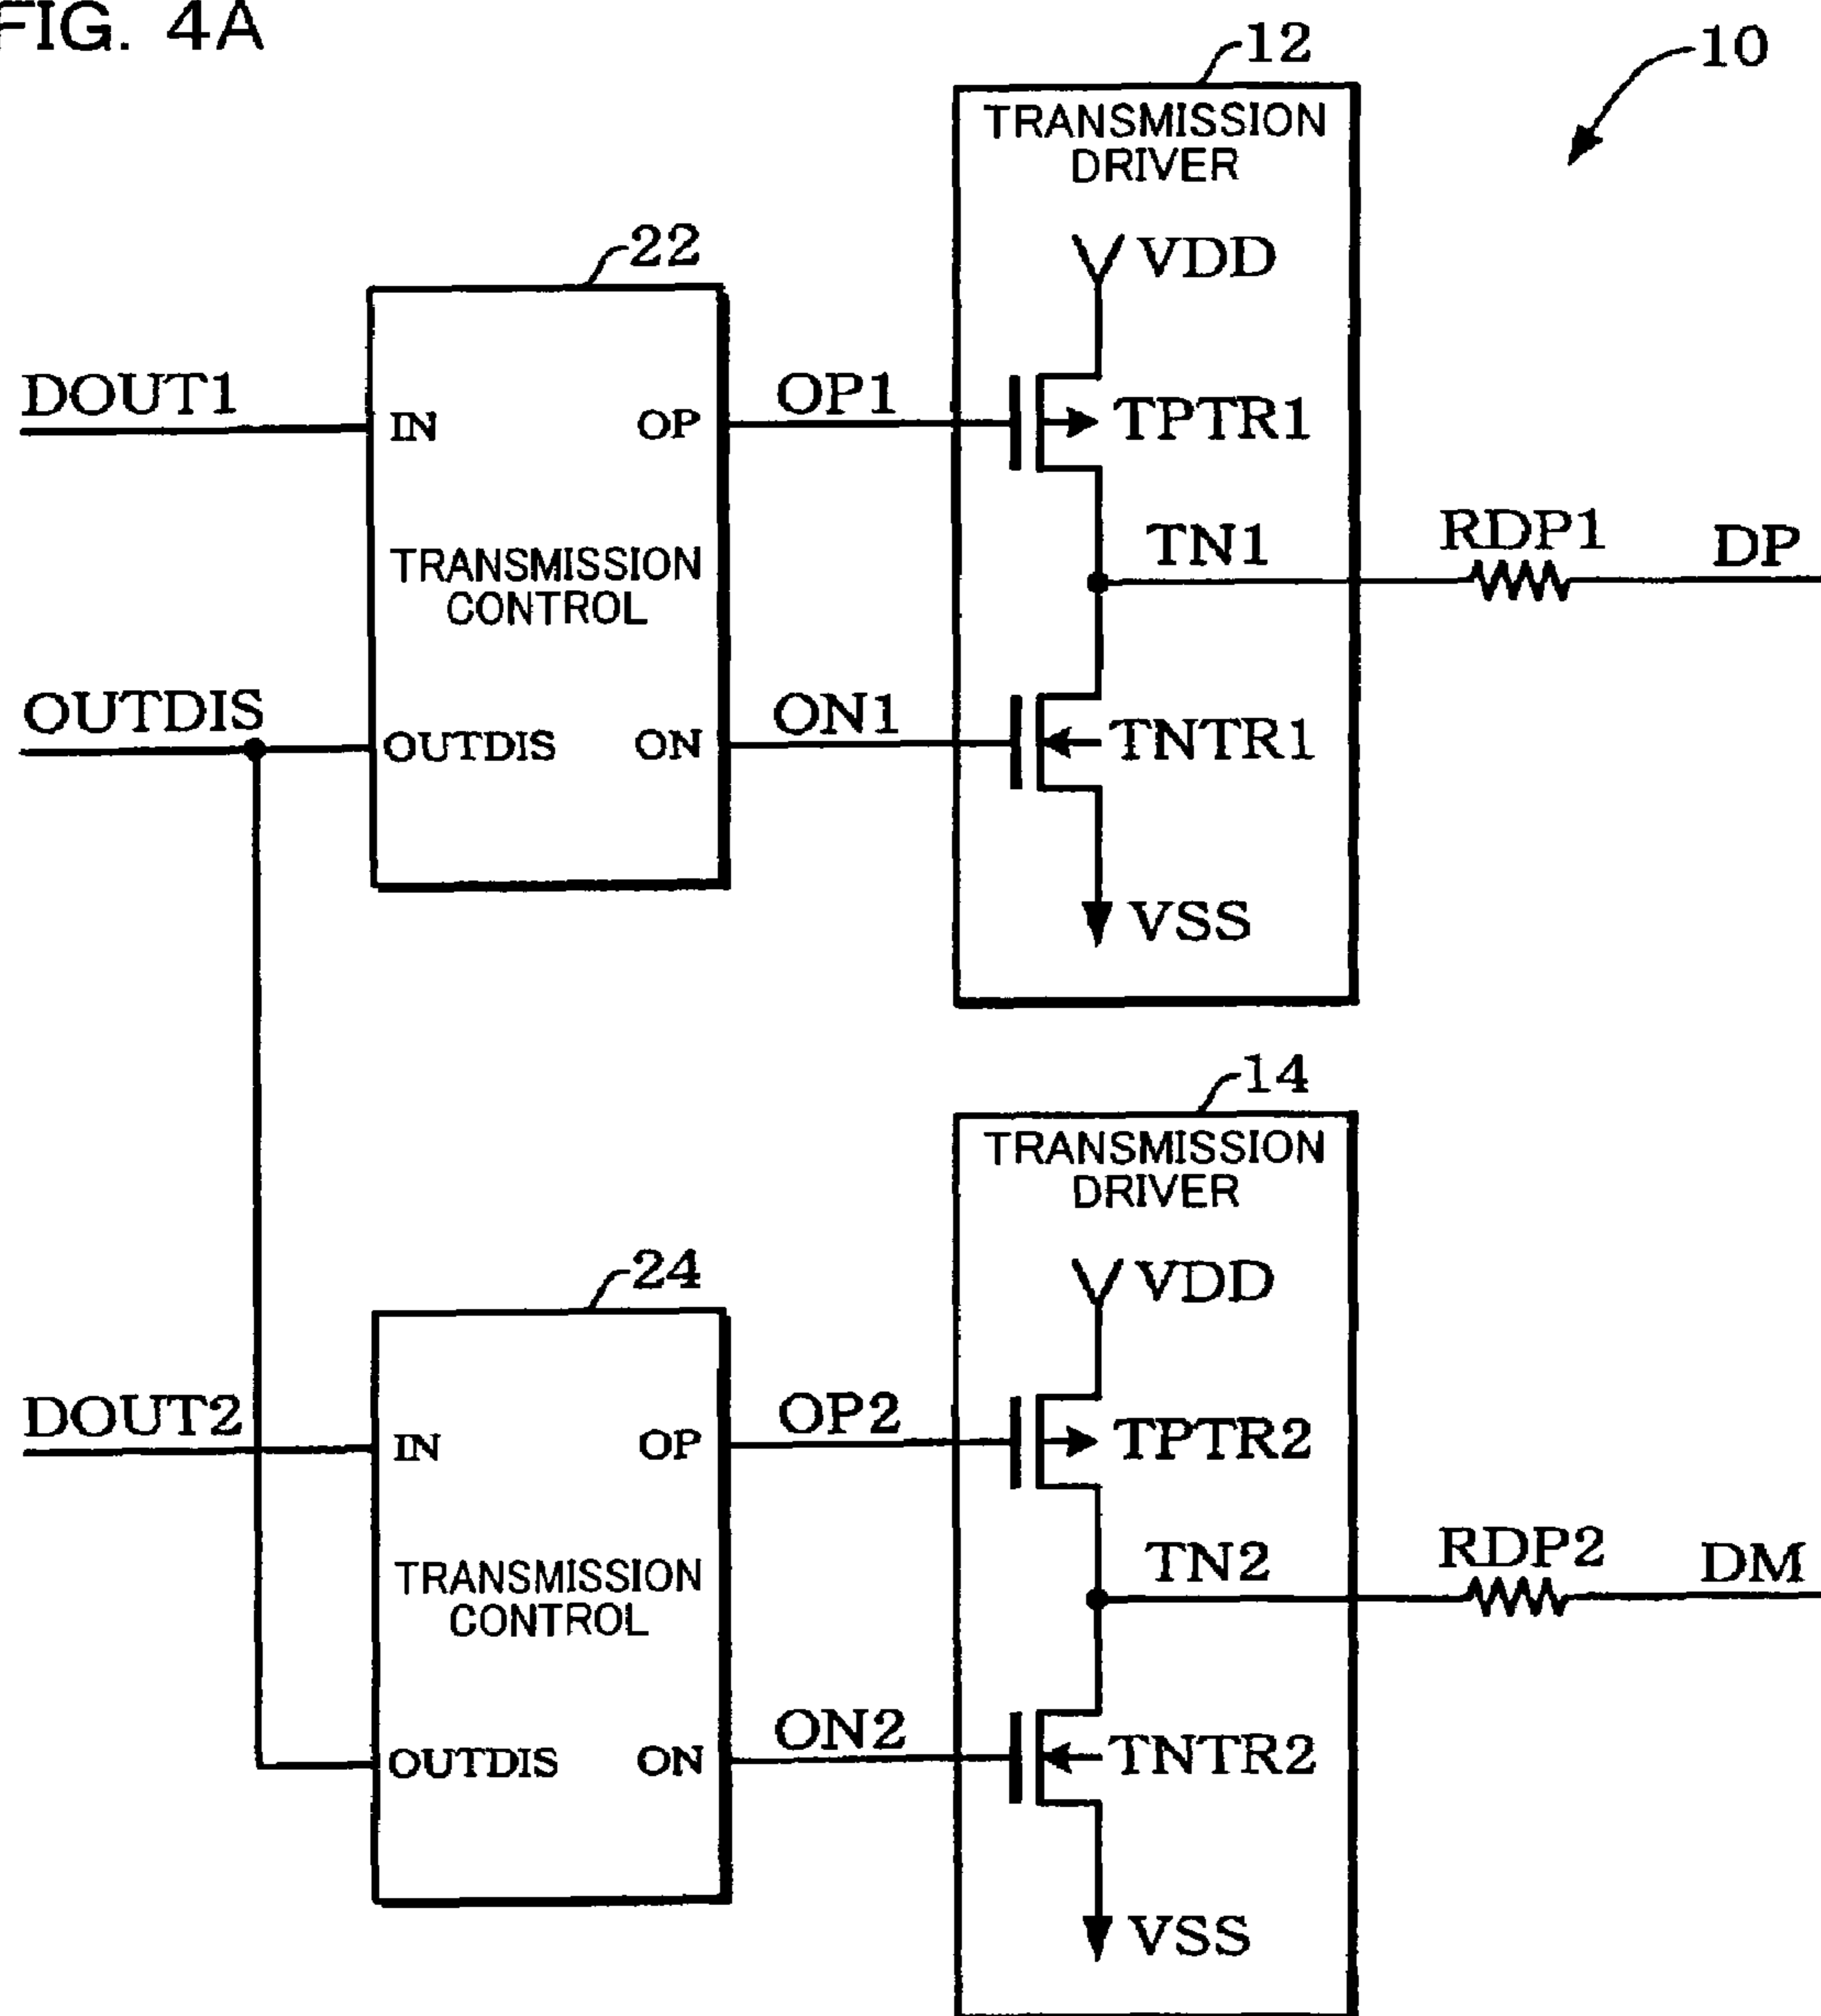 FIG. 4A
10
12
TRANSMISSION
DRIVER
VDD
22
DOUT1
IN
OP
OP1
TPTR1
TRANSMISSION
CONTROL
TN1
RDP1
DP
OUTDIS
OUTDIS
ON
ON1
TNTR1
VSS
14
TRANSMISSION
DRIVER
VDD
24
DOUT2
IN
OP
OP2
TPTR2
TRANSMISSION
CONTROL
TN2
RDP2
DM
OUTDIS
ON
ON2
TNTR2
VSS